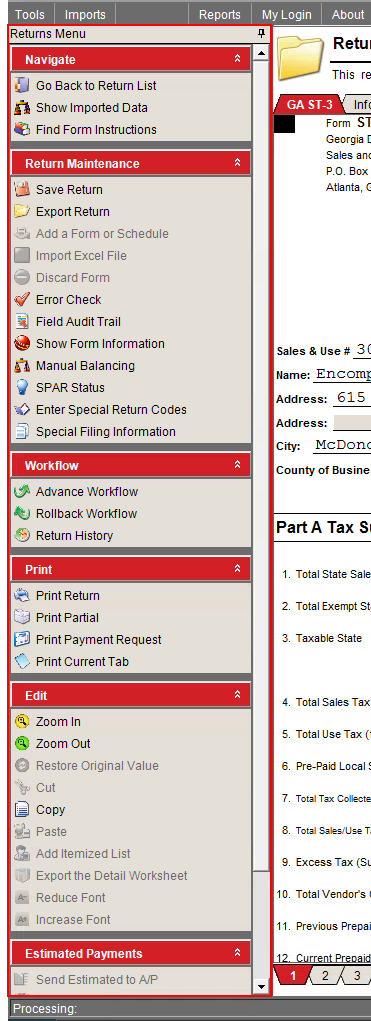 Tools Imports Reports My Login About
Returns Menu
Navigate
Go Back to Return List
Show Imported Data
Find Form Instructions
Return Maintenance
Save Return
Export Return
Add a Form or Schedule
Import Excel File
Discard Form
Error Check
Field Audit Trail
Show Form Information
Manual Balancing
SPAR Status
Enter Special Return Codes
Special Filing Information
Workflow
Advance Workflow
Rollback Workflow
Return History
Print
Print Return
Print Partial
Print Payment Request
Print Current Tab
Edit
Zoom In
Zoom Out
Restore Original Value
Cut
Copy
Paste
Add Itemized List
Export the Detail Worksheet
Reduce Font
Increase Font
Estimated Payments
Send Estimated to A/P
Retu
This re
GA ST-3 Info
Form ST
Georgia D
Sales and
P.O. Box
Atlanta, G
Sales & Use # 30
Name: Encomp
Address: 615
Address:
City: McDono
County of Busine
Part A Tax Su
1. Total State Sale
2. Total Exempt St
3. Taxable State
4. Total Sales Tax
5. Total Use Tax (
6. Pre-Paid Local S
7. Total Tax Collecte
8. Total Sales/Use T
9. Excess Tax (Su
10. Total Vendor's
11. Previous Prepai
12. Current Prepaid
1 2 3
Processing: